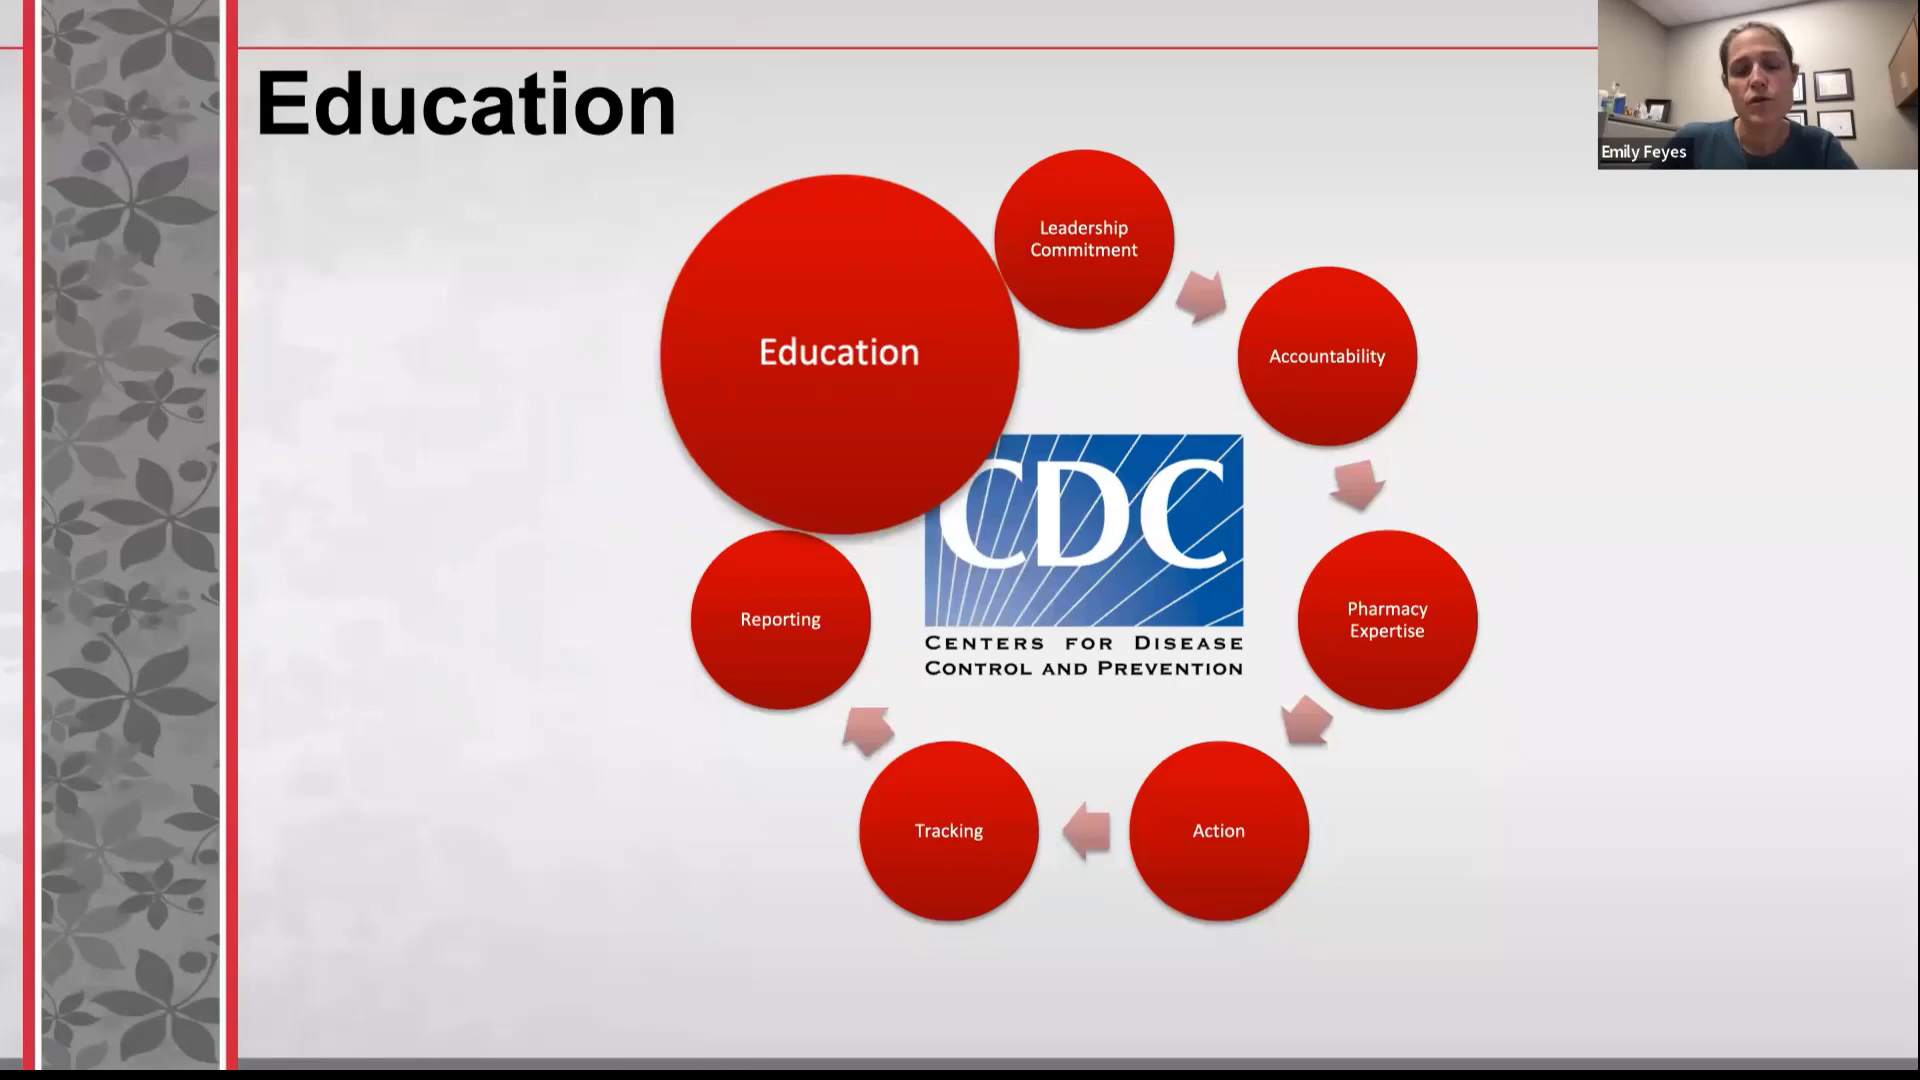 Education
Emily Feyes
Leadership
Commitment
Education
Accountability
CDC
CENTERS FOR DISEASE
CONTROL AND PREVENTION
Reporting
Pharmacy
Expertise
Tracking
Action